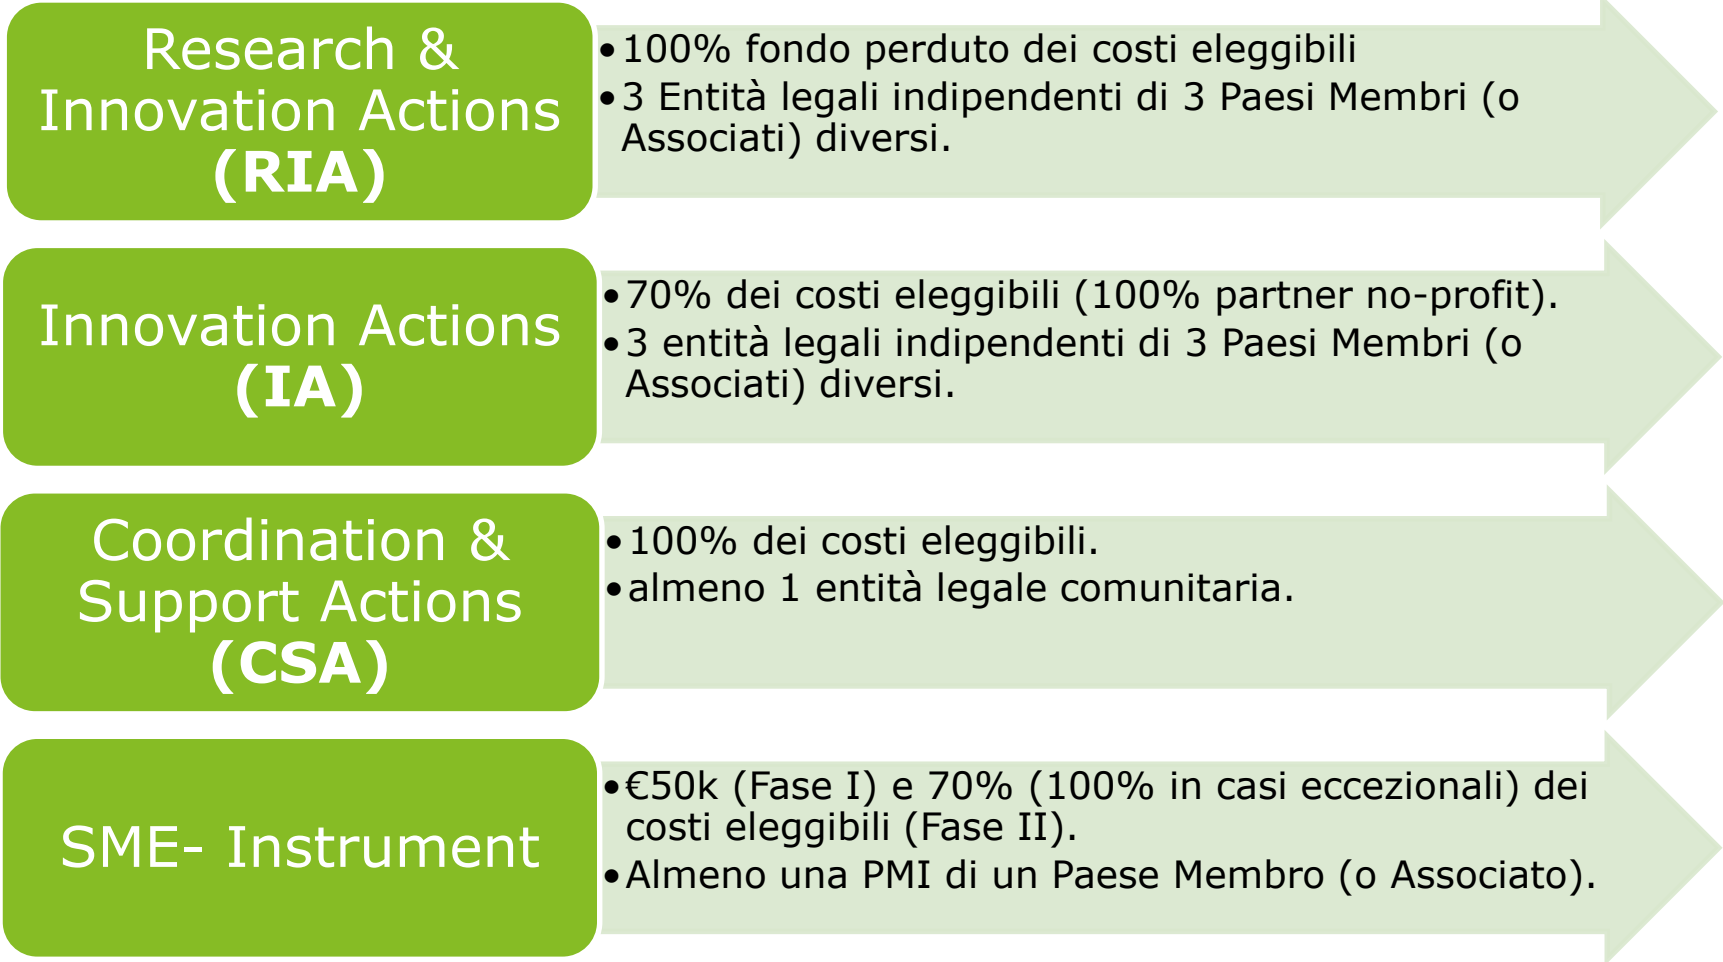 Research &
Innovation Actions
(RIA)
•100% fondo perduto dei costi eleggibili
•3 Entità legali indipendenti di 3 Paesi Membri (o
Associati) diversi.
Innovation Actions
(IA)
•70% dei costi eleggibili (100% partner no-profit).
•3 entità legali indipendenti di 3 Paesi Membri (o
Associati) diversi.
Coordination &
Support Actions
(CSA)
•100% dei costi eleggibili.
•almeno 1 entità legale comunitaria.
SME- Instrument
•€50k (Fase I) e 70% (100% in casi eccezionali) dei
costi eleggibili (Fase II).
•Almeno una PMI di un Paese Membro (o Associato).